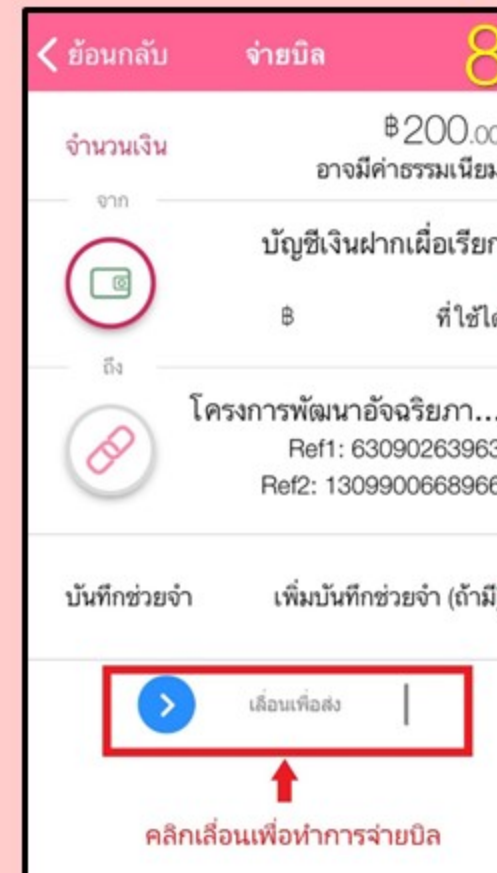 ย้อนกลับ จ่ายบิล 8
จำนวนเงิน ฿200.00
อาจมีค่าธรรมเนียม
จาก
บัญชีเงินฝากเผื่อเรียก
฿ ที่ใช้ได้
ถึง
โครงการพัฒนาอัจฉริยภา...
Ref1: 63090263963
Ref2: 1309900668966
บันทึกช่วยจำ เพิ่มบันทึกช่วยจำ (ถ้ามี)
เลื่อนเพื่อส่ง
คลิกเลื่อนเพื่อทำการจ่ายบิล